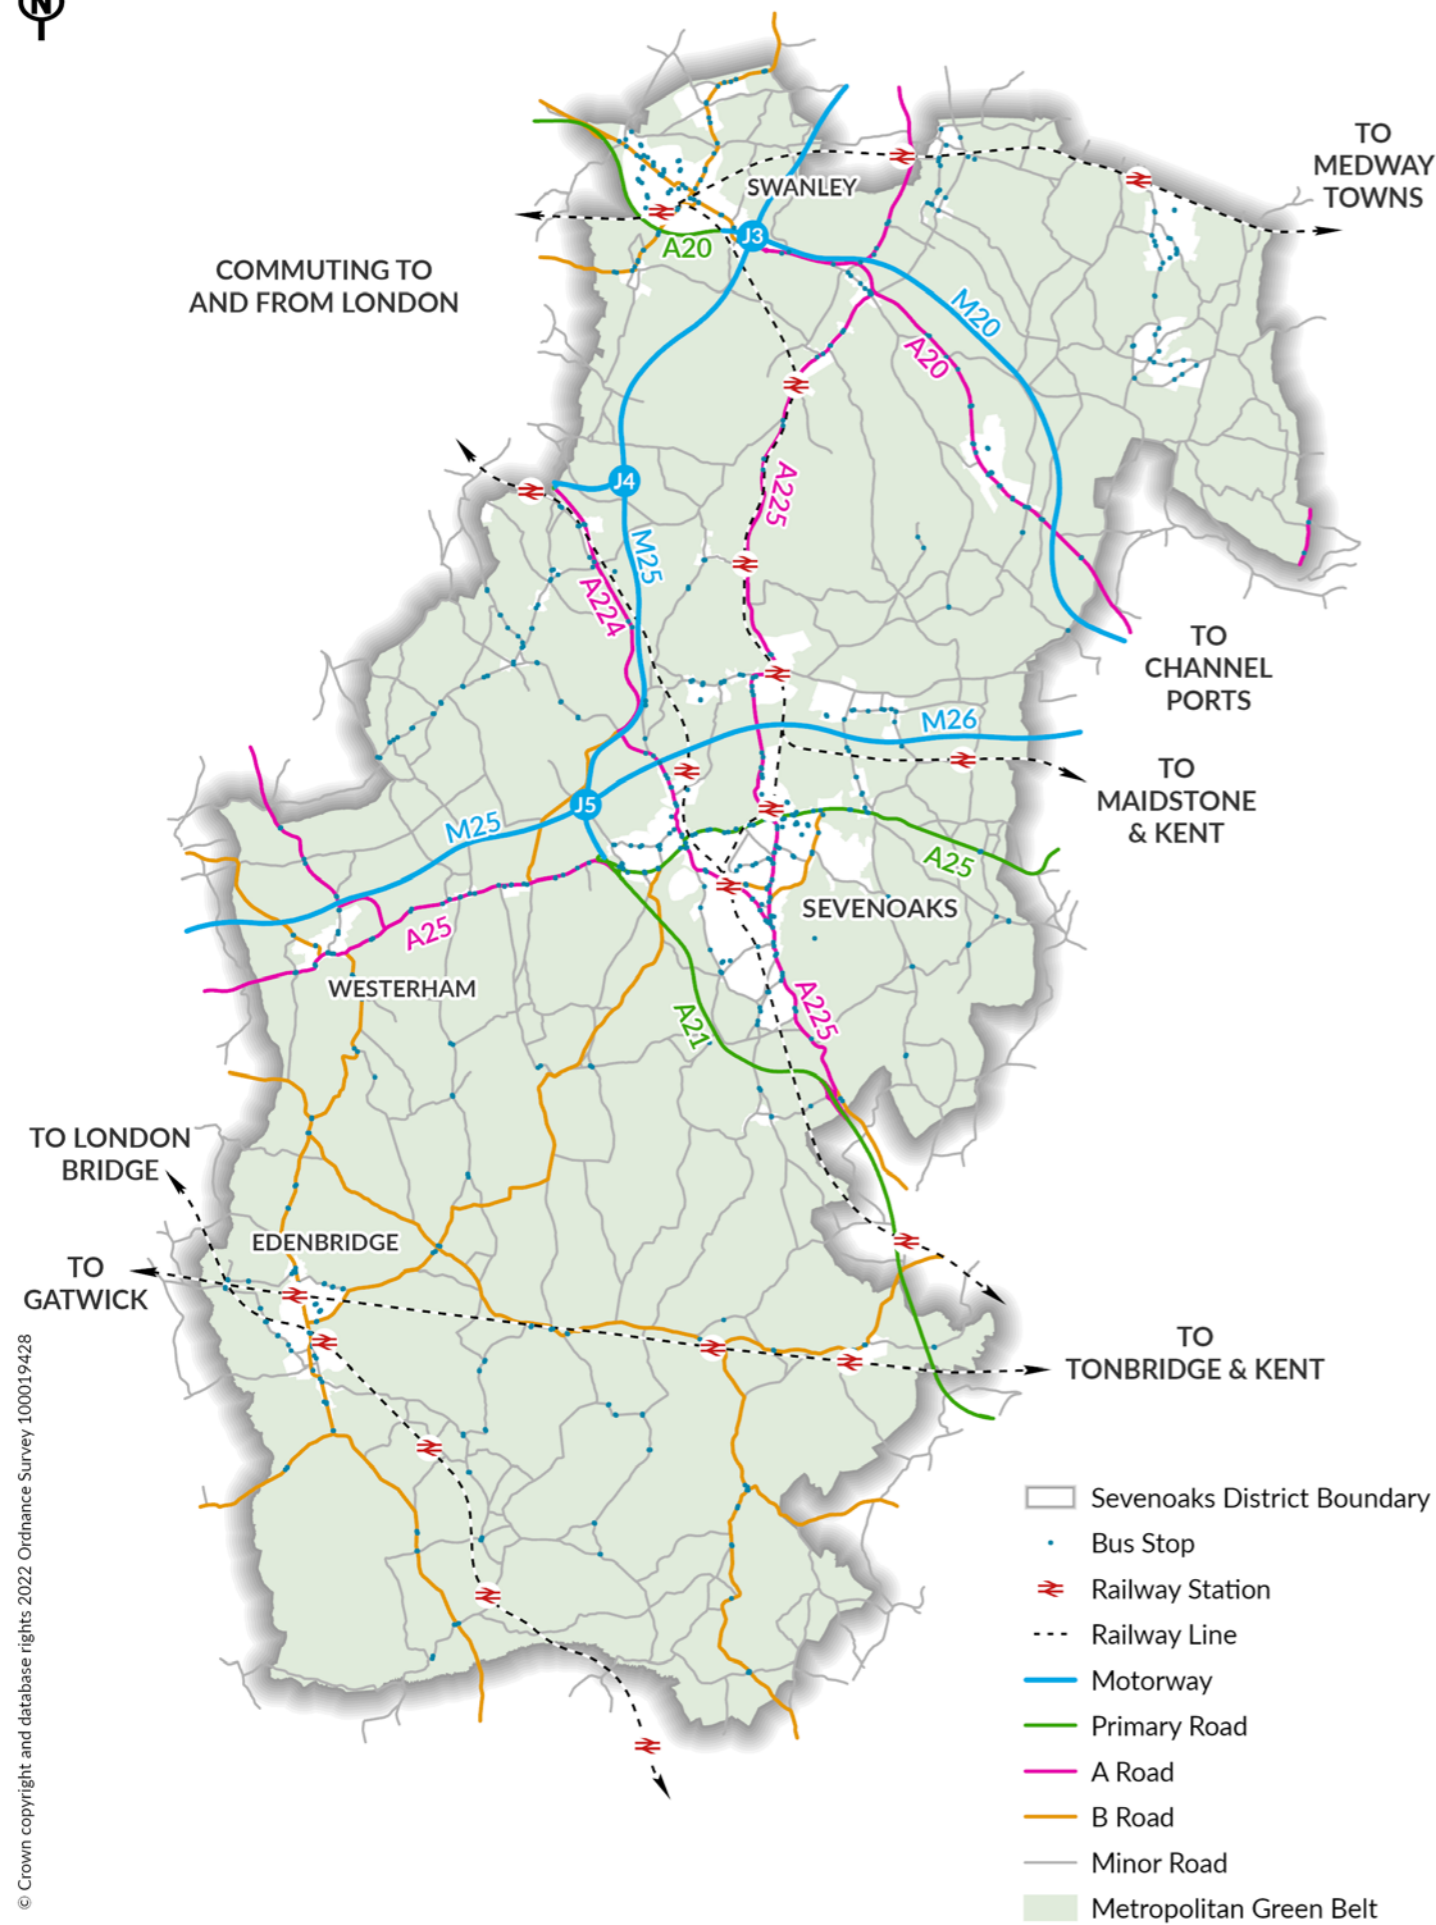 N
TO
MEDWAY
TOWNS
SWANLEY
J3
A20
COMMUTING TO
AND FROM LONDON
M20
A20
J4
A225
M25
A224
TO
CHANNEL
PORTS
M26
TO
MAIDSTONE
& KENT
J5
M25
A25
A25
SEVENOAKS
WESTERHAM
A21
A225
TO LONDON
BRIDGE
EDENBRIDGE
TO
GATWICK
TO
TONBRIDGE & KENT
Sevenoaks District Boundary
Bus Stop
Railway Station
Railway Line
Motorway
Primary Road
A Road
B Road
Minor Road
Metropolitan Green Belt
© Crown copyright and database rights 2022 Ordnance Survey 100019428